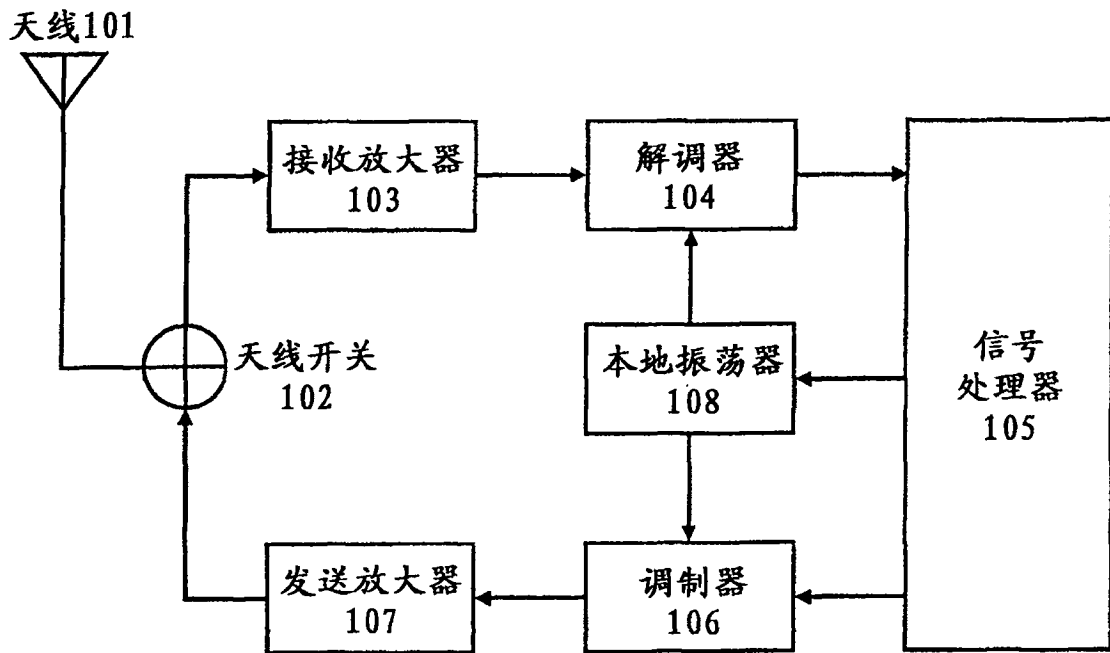 天线101
接收放大器
103
解调器
104
天线开关
102
本地振荡器
108
信号
处理器
105
发送放大器
107
调制器
106